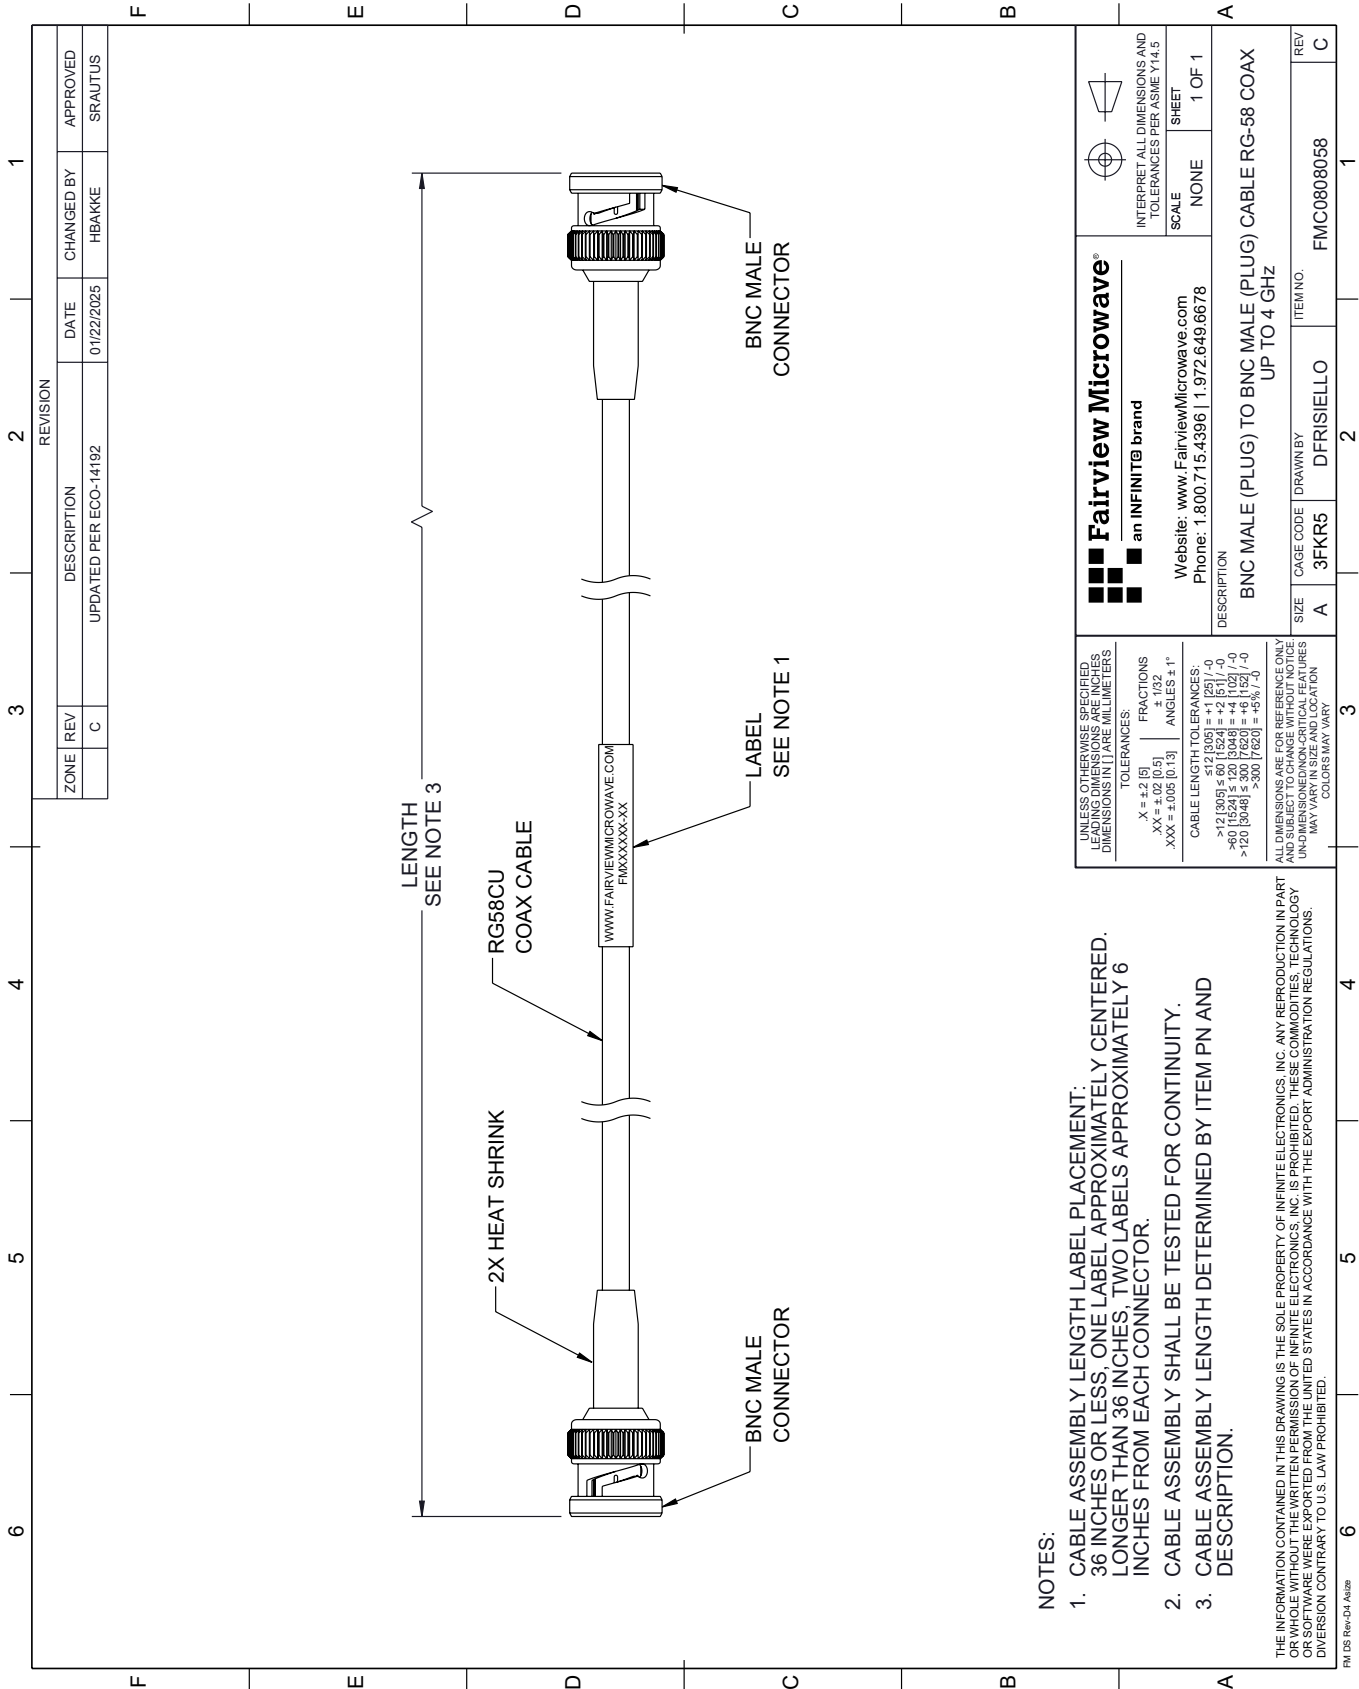 6
5
4
3
2
1
F
E
D
C
B
A
F
E
D
C
B
A
REVISION
ZONE REV DESCRIPTION DATE CHANGED BY APPROVED
C UPDATED PER ECO-14192 01/22/2025 HBAKKE SRAUTUS
LENGTH
SEE NOTE 3
2X HEAT SHRINK
RG58CU
COAX CABLE
WWW.FAIRVIEWMICROWAVE.COM
FMXXXXXX-XX
BNC MALE
CONNECTOR
LABEL
SEE NOTE 1
BNC MALE
CONNECTOR
NOTES:
1. CABLE ASSEMBLY LENGTH LABEL PLACEMENT:
36 INCHES OR LESS, ONE LABEL APPROXIMATELY CENTERED.
LONGER THAN 36 INCHES, TWO LABELS APPROXIMATELY 6
INCHES FROM EACH CONNECTOR.
2. CABLE ASSEMBLY SHALL BE TESTED FOR CONTINUITY.
3. CABLE ASSEMBLY LENGTH DETERMINED BY ITEM PN AND
DESCRIPTION.
THE INFORMATION CONTAINED IN THIS DRAWING IS THE SOLE PROPERTY OF INFINITE ELECTRONICS, INC. ANY REPRODUCTION IN PART
OR WHOLE WITHOUT THE WRITTEN PERMISSION OF INFINITE ELECTRONICS, INC. IS PROHIBITED. THESE COMMODITIES, TECHNOLOGY
OR SOFTWARE WERE EXPORTED FROM THE UNITED STATES IN ACCORDANCE WITH THE EXPORT ADMINISTRATION REGULATIONS.
DIVERSION CONTRARY TO U.S. LAW PROHIBITED.
UNLESS OTHERWISE SPECIFIED
LEADING DIMENSIONS ARE INCHES
DIMENSIONS IN [ ] ARE MILLIMETERS
TOLERANCES:
.X = ±.2 [5] FRACTIONS
.XX = ±.02 [0.5] ± 1/32
.XXX = ±.005 [0.13] ANGLES ± 1°
CABLE LENGTH TOLERANCES:
≤12 [305] = +1 [25] / -0
>12 [305] ≤ 60 [1524] = +2 [51] / -0
>60 [1524] ≤ 120 [3048] = +4 [102] / -0
>120 [3048] ≤ 300 [7620] = +6 [152] / -0
>300 [7620] = +5% / -0
ALL DIMENSIONS ARE FOR REFERENCE ONLY
AND SUBJECT TO CHANGE WITHOUT NOTICE.
UN-DIMENSIONED/NON-CRITICAL FEATURES
MAY VARY IN SIZE AND LOCATION
COLORS MAY VARY
Fairview Microwave®
an INFINITE brand
Website: www.FairviewMicrowave.com
Phone: 1.800.715.4396 | 1.972.649.6678
INTERPRET ALL DIMENSIONS AND
TOLERANCES PER ASME Y14.5
SCALE SHEET
NONE 1 OF 1
DESCRIPTION
BNC MALE (PLUG) TO BNC MALE (PLUG) CABLE RG-58 COAX
UP TO 4 GHz
SIZE CAGE CODE DRAWN BY ITEM NO. REV
A 3FKR5 DFRISIELLO FMC0808058 C
FM DS Rev-D4 Asize
6
5
4
3
2
1